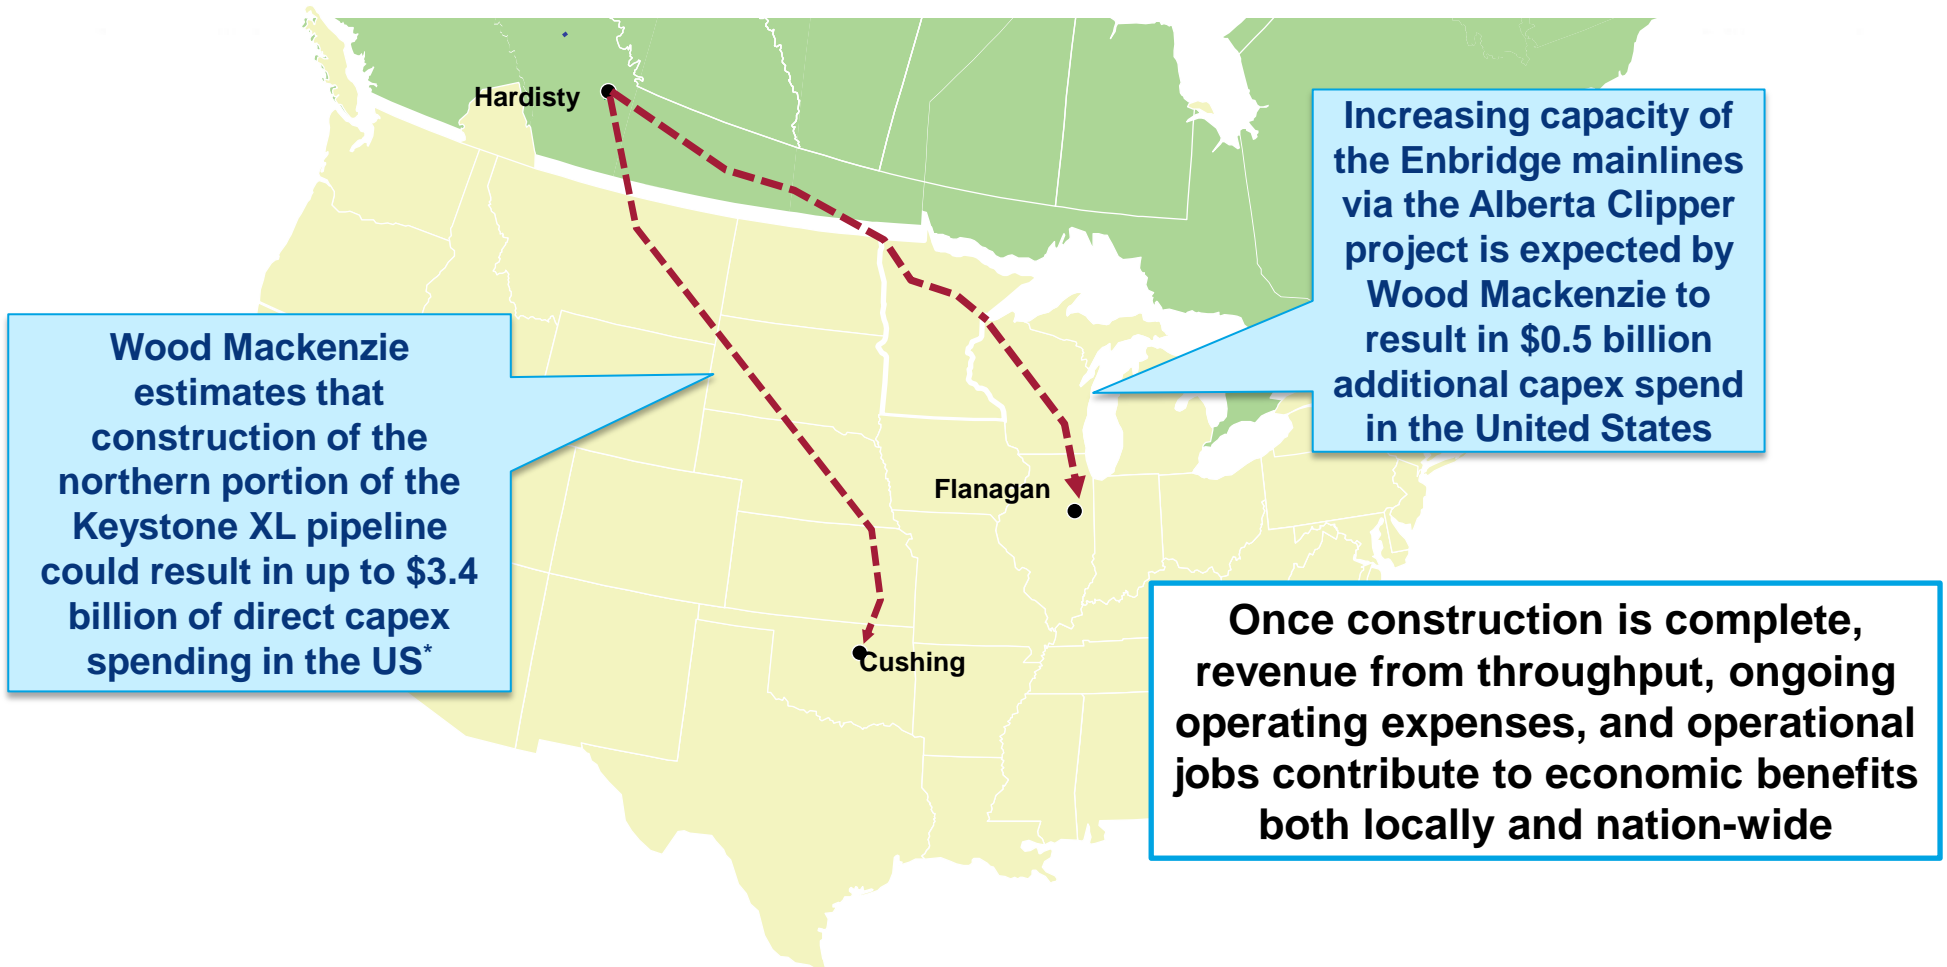 Hardisty
Increasing capacity of
the Enbridge mainlines
via the Alberta Clipper
project is expected by
Wood Mackenzie to
result in $0.5 billion
additional capex spend
in the United States
Wood Mackenzie
estimates that
construction of the
northern portion of the
Keystone XL pipeline
could result in up to $3.4
billion of direct capex
spending in the US*
Flanagan
Cushing
Once construction is complete,
revenue from throughput, ongoing
operating expenses, and operational
jobs contribute to economic benefits
both locally and nation-wide